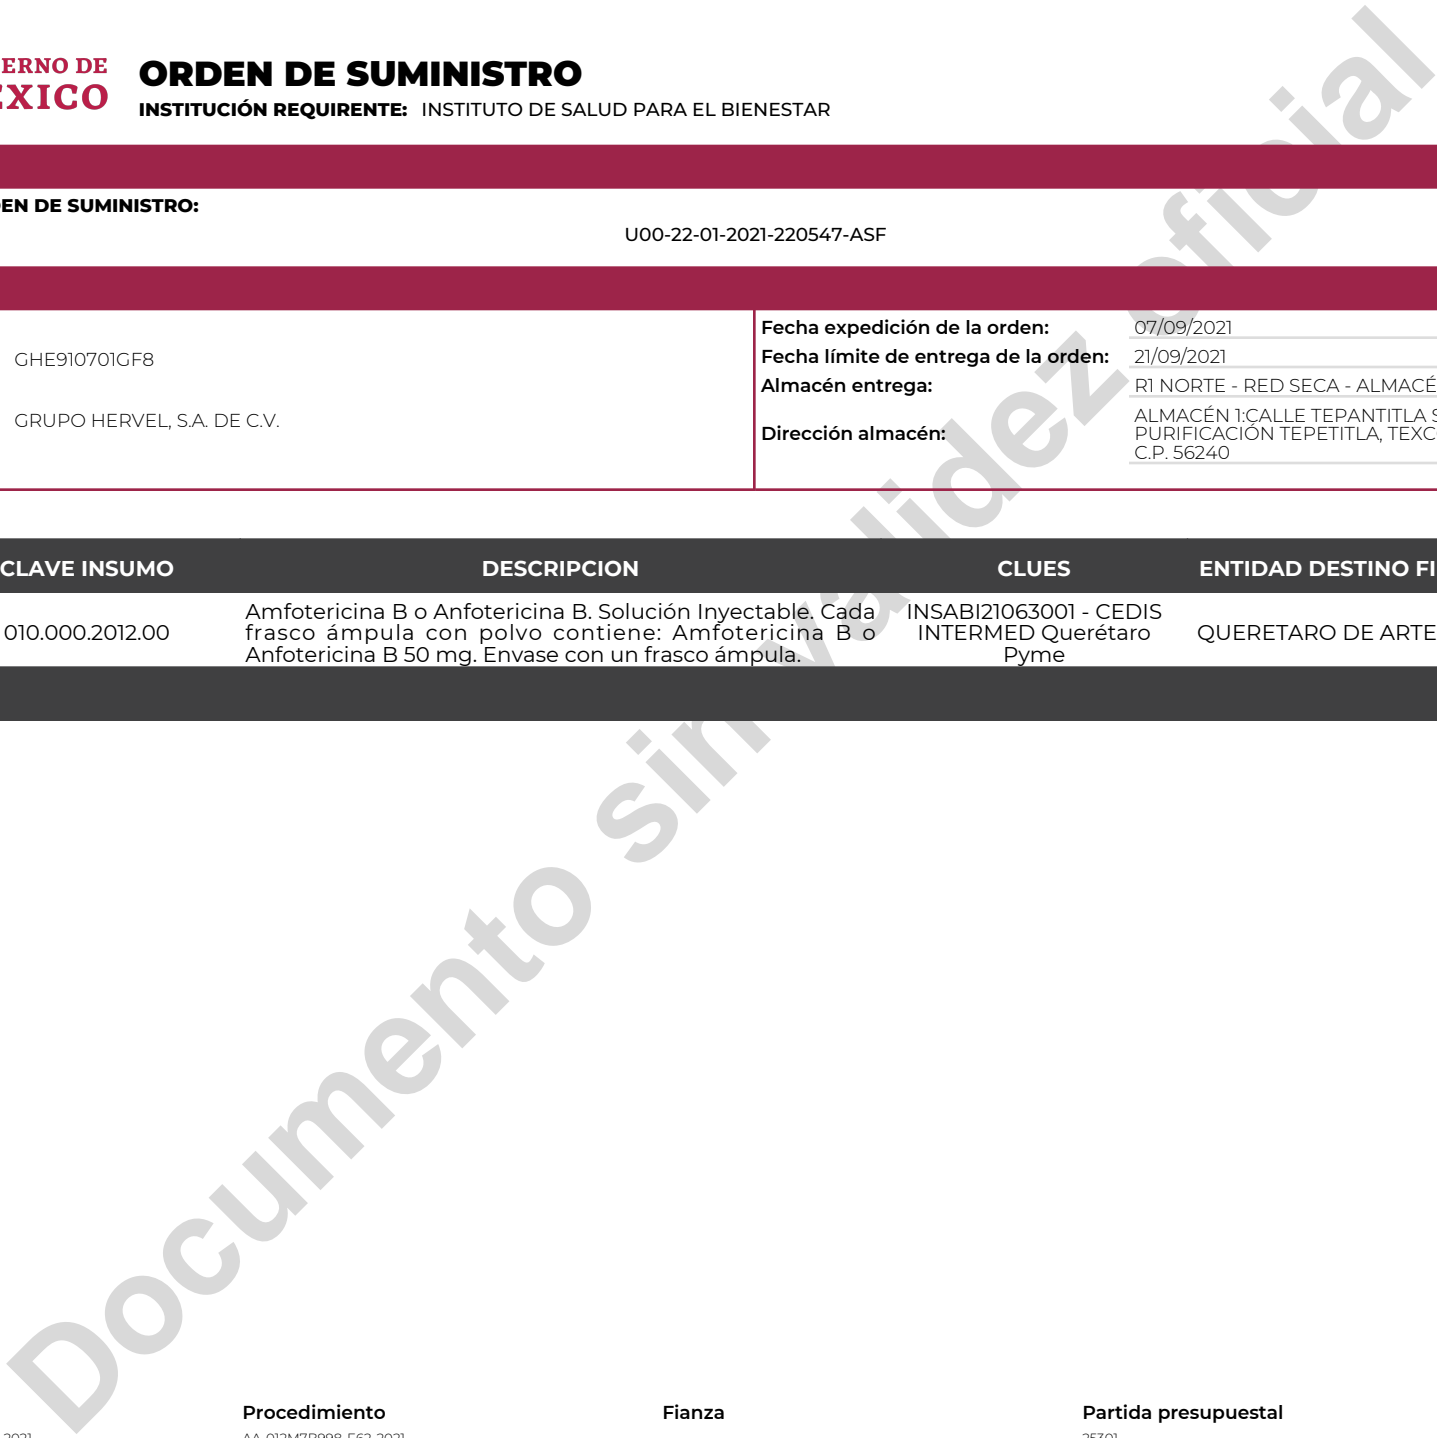 ERNO DE
EXICO
ORDEN DE SUMINISTRO
INSTITUCIÓN REQUIRENTE: INSTITUTO DE SALUD PARA EL BIENESTAR
EN DE SUMINISTRO:
U00-22-01-2021-220547-ASF
GHE910701GF8
GRUPO HERVEL, S.A. DE C.V.
Fecha expedición de la orden: 07/09/2021
Fecha límite de entrega de la orden: 21/09/2021
Almacén entrega: R1 NORTE - RED SECA - ALMACÉ
Dirección almacén:
ALMACÉN 1:CALLE TEPANTITLA S
PURIFICACIÓN TEPETITLA, TEXC
C.P. 56240
CLAVE INSUMO DESCRIPCION CLUES ENTIDAD DESTINO FI
010.000.2012.00
Amfotericina B o Anfotericina B. Solución Inyectable. Cada
frasco ámpula con polvo contiene: Amfotericina B o
Anfotericina B 50 mg. Envase con un frasco ámpula.
INSABI21063001 - CEDIS
INTERMED Querétaro
Pyme
QUERETARO DE ARTE
Documento sin validez oficial
Procedimiento Fianza Partida presupuestal